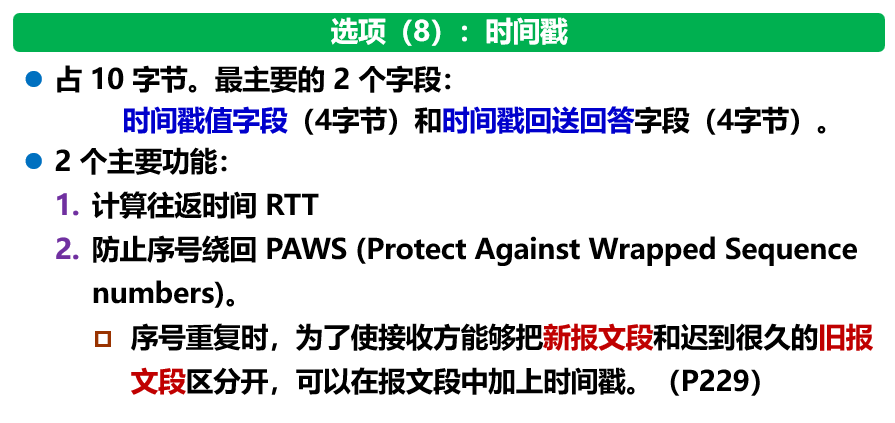 选项（8）：时间戳
占 10 字节。最主要的 2 个字段：
时间戳值字段（4字节）和时间戳回送回答字段（4字节）。
2 个主要功能：
1. 计算往返时间 RTT
2. 防止序号绕回 PAWS (Protect Against Wrapped Sequence
numbers)。
序号重复时，为了使接收方能够把新报文段和迟到很久的旧报
文段区分开，可以在报文段中加上时间戳。（P229）